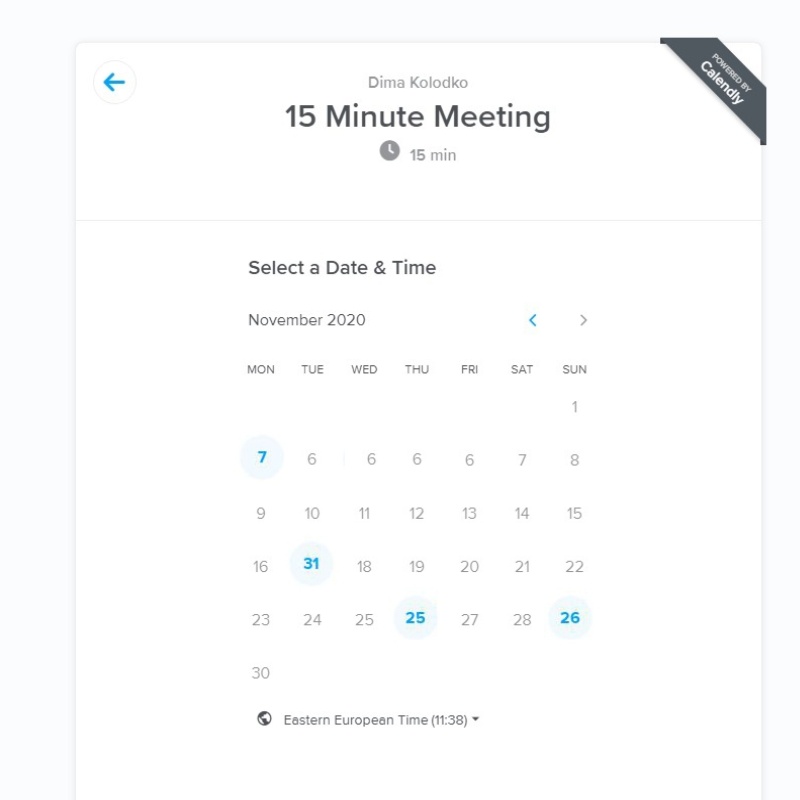 POWERED BY
Calendly
Dima Kolodko
15 Minute Meeting
15 min
Select a Date & Time
November 2020
MON TUE WED THU FRI SAT SUN
1
7 6 6 6 6 7 8
9 10 11 12 13 14 15
16 31 18 19 20 21 22
23 24 25 25 27 28 26
30
Eastern European Time (11:38)